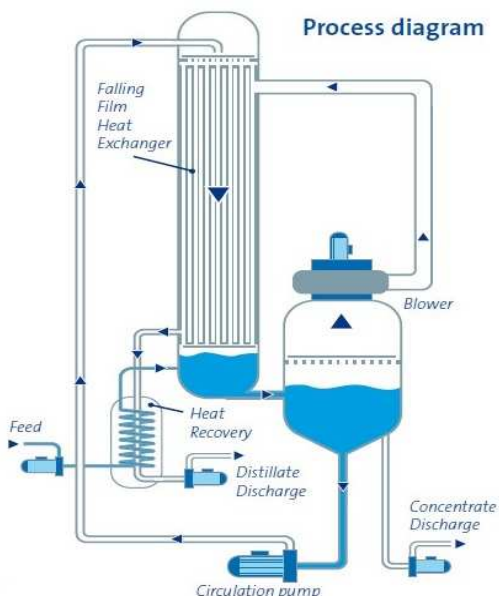 Process diagram
Falling
Film
Heat
Exchanger
Blower
Heat
Recovery
Feed
Distillate
Discharge
Concentrate
Discharge
Circulation pump